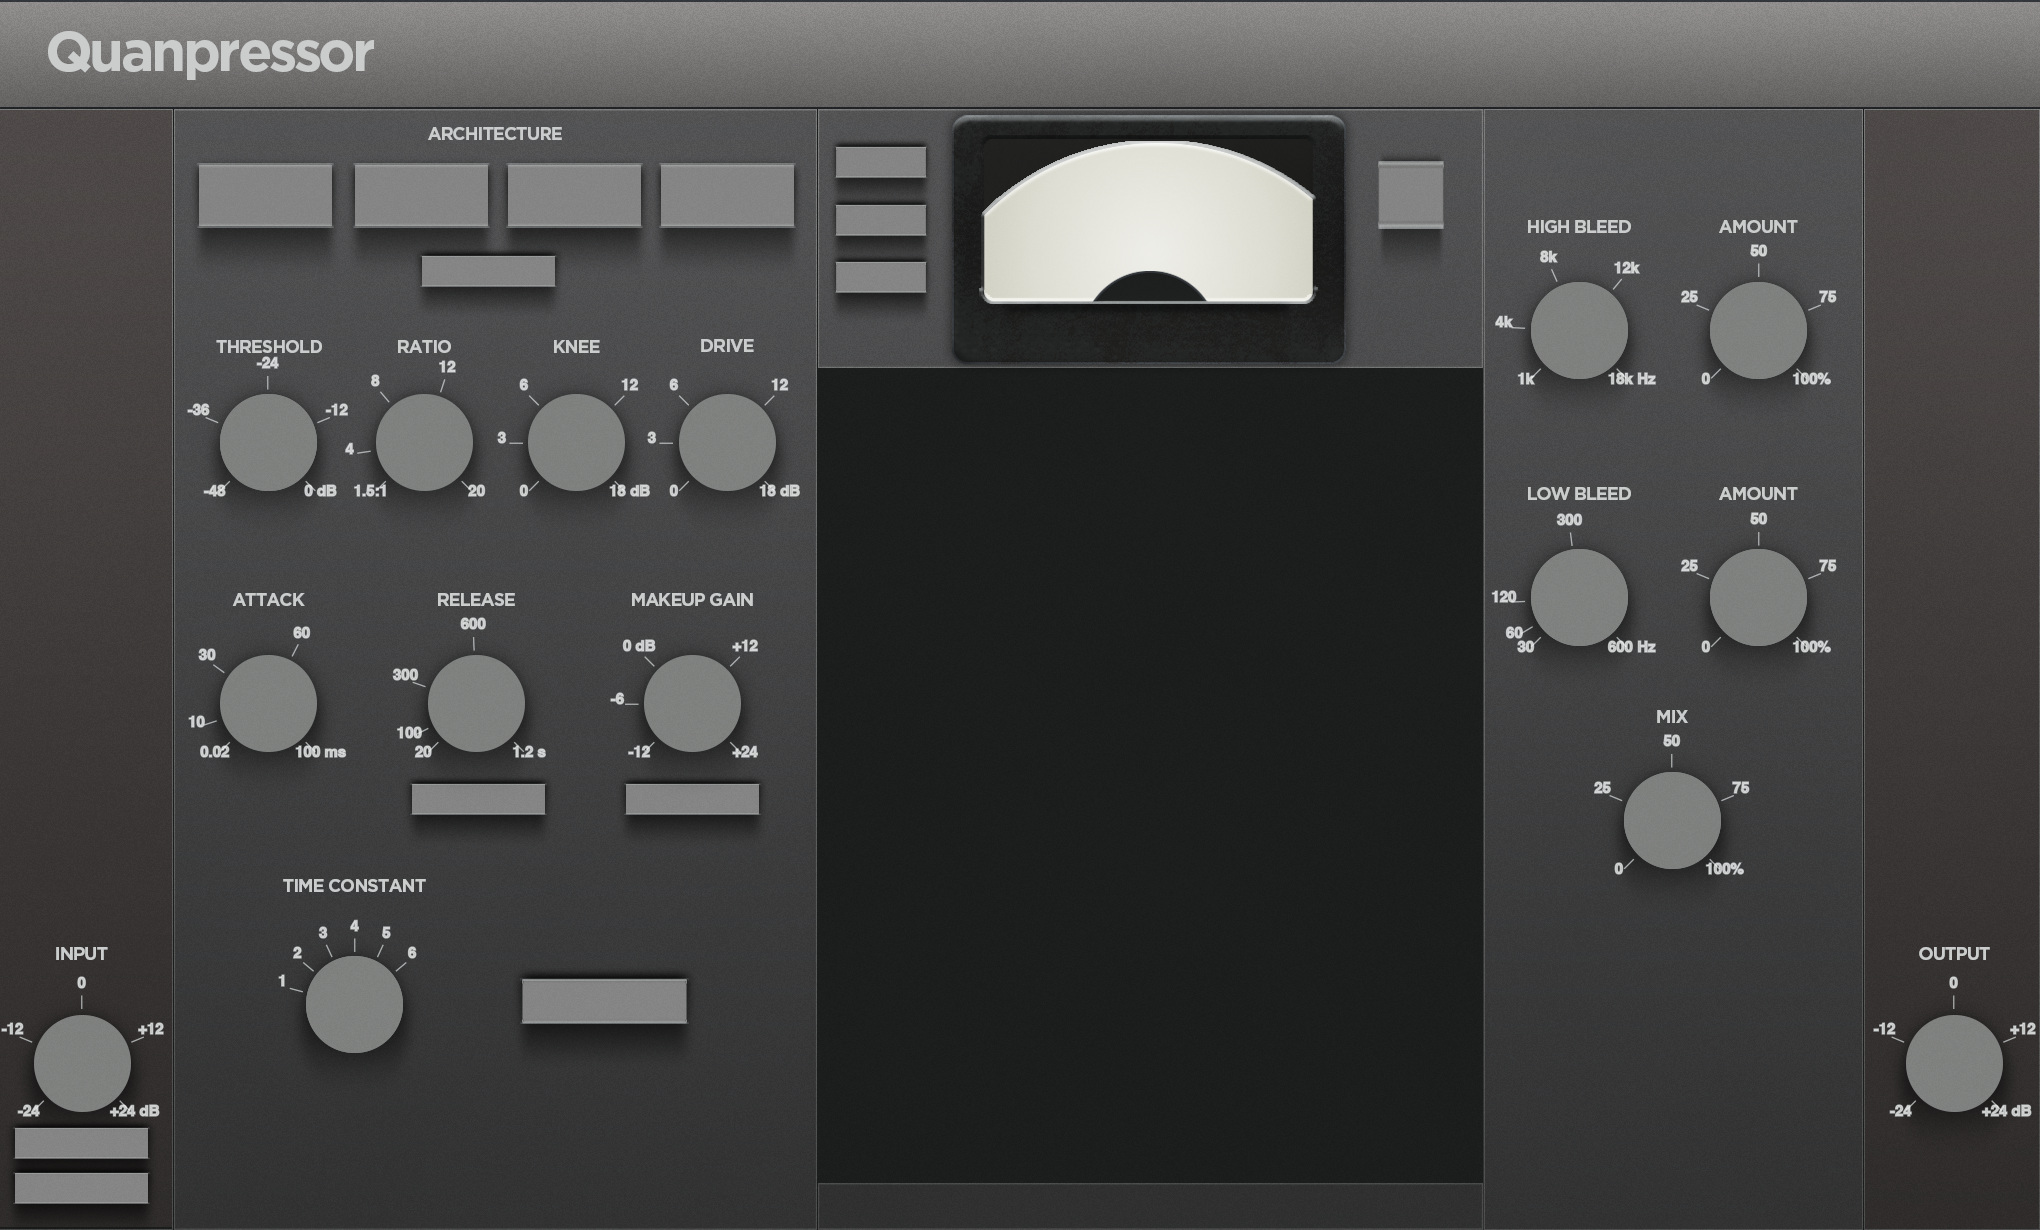 Quanpressor
ARCHITECTURE
THRESHOLD
-24
-36
-12
-48
0 dB
RATIO
12
8
4
1.5:1
20
KNEE
6
12
3
0
18 dB
DRIVE
6
12
3
0
18 dB
ATTACK
60
30
10
0.02
100 ms
RELEASE
600
300
100
20
1.2 s
MAKEUP GAIN
0 dB
+12
-6
-12
+24
TIME CONSTANT
1
2
3
4
5
6
INPUT
0
-12
+12
-24
+24 dB
HIGH BLEED
8k
12k
4k
1k
18k Hz
AMOUNT
50
25
75
0
100%
LOW BLEED
300
120
60
30
600 Hz
AMOUNT
50
25
75
0
100%
MIX
50
25
75
0
100%
OUTPUT
0
-12
+12
-24
+24 dB